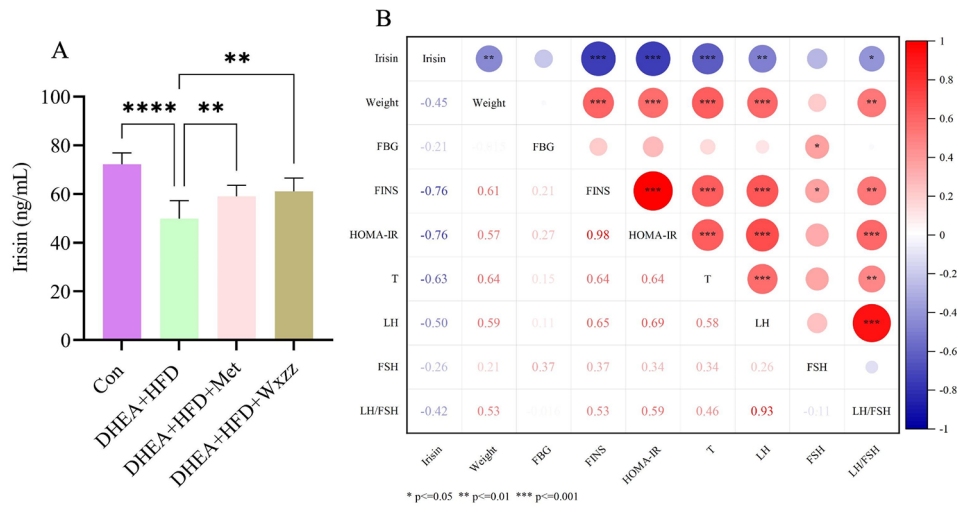 A
B
**
**** **
Irisin (ng/mL)
100
80
60
40
20
0
Con
DHEA+HFD
DHEA+HFD+Met
DHEA+HFD+Wxzz
Irisin Irisin ** *** *** *** ** *
Weight -0.45 Weight *** *** *** *** **
FBG -0.21 FBG *
FINS -0.76 0.61 0.21 FINS *** *** *** * **
HOMA-IR -0.76 0.57 0.27 0.98 HOMA-IR *** *** ***
T -0.63 0.64 0.15 0.64 0.64 T *** **
LH -0.50 0.59 0.11 0.65 0.69 0.58 LH ***
FSH -0.26 0.21 0.37 0.37 0.34 0.34 0.26 FSH
LH/FSH -0.42 0.53 0.53 0.59 0.46 0.93 -0.11 LH/FSH
Irisin Weight FBG FINS HOMA-IR T LH FSH LH/FSH
1
0.8
0.6
0.4
0.2
0
-0.2
-0.4
-0.6
-0.8
-1
* p<=0.05 ** p<=0.01 *** p<=0.001